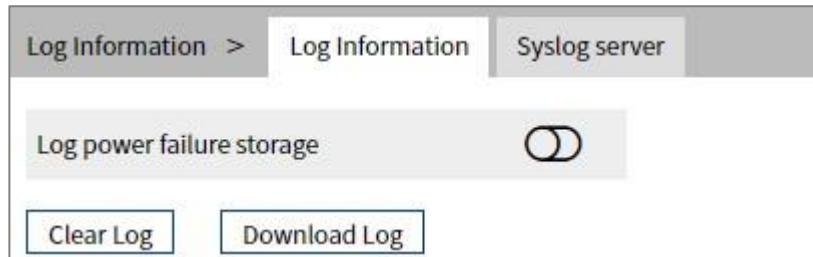 Log Information > Log Information Syslog server
Log power failure storage
Clear Log Download Log